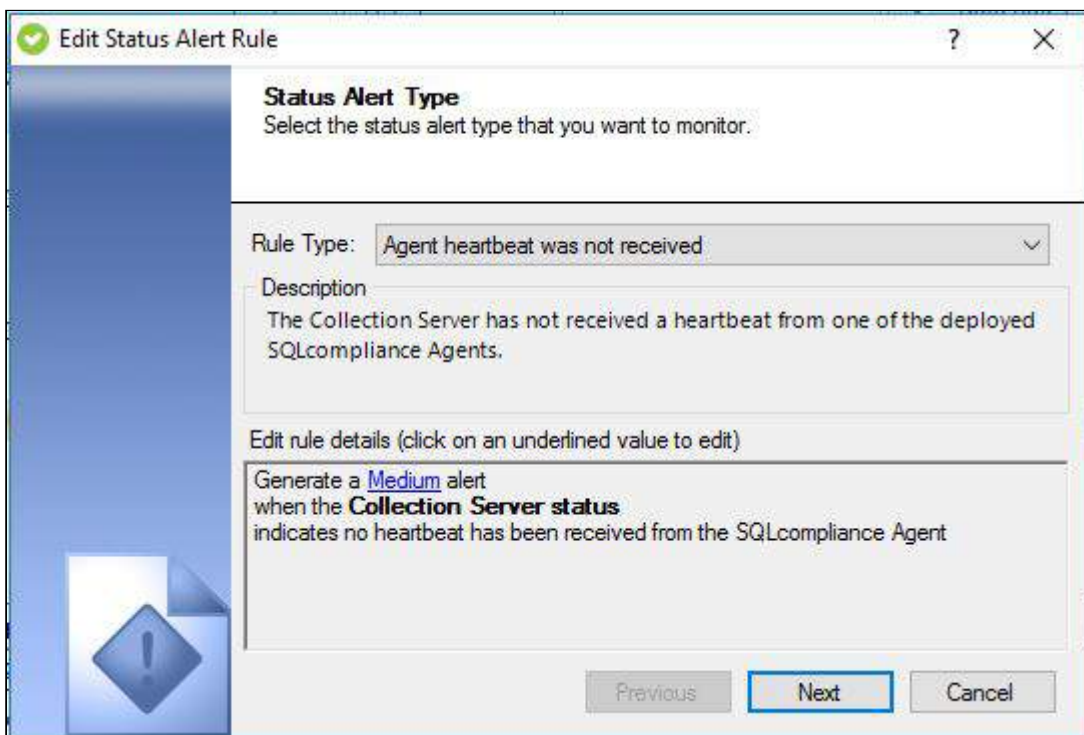 Edit Status Alert Rule
?
Status Alert Type
Select the status alert type that you want to monitor.
Rule Type: Agent heartbeat was not received
Description
The Collection Server has not received a heartbeat from one of the deployed
SQLcompliance Agents.
Edit rule details (click on an underlined value to edit)
Generate a Medium alert
when the Collection Server status
indicates no heartbeat has been received from the SQLcompliance Agent
Previous Next Cancel